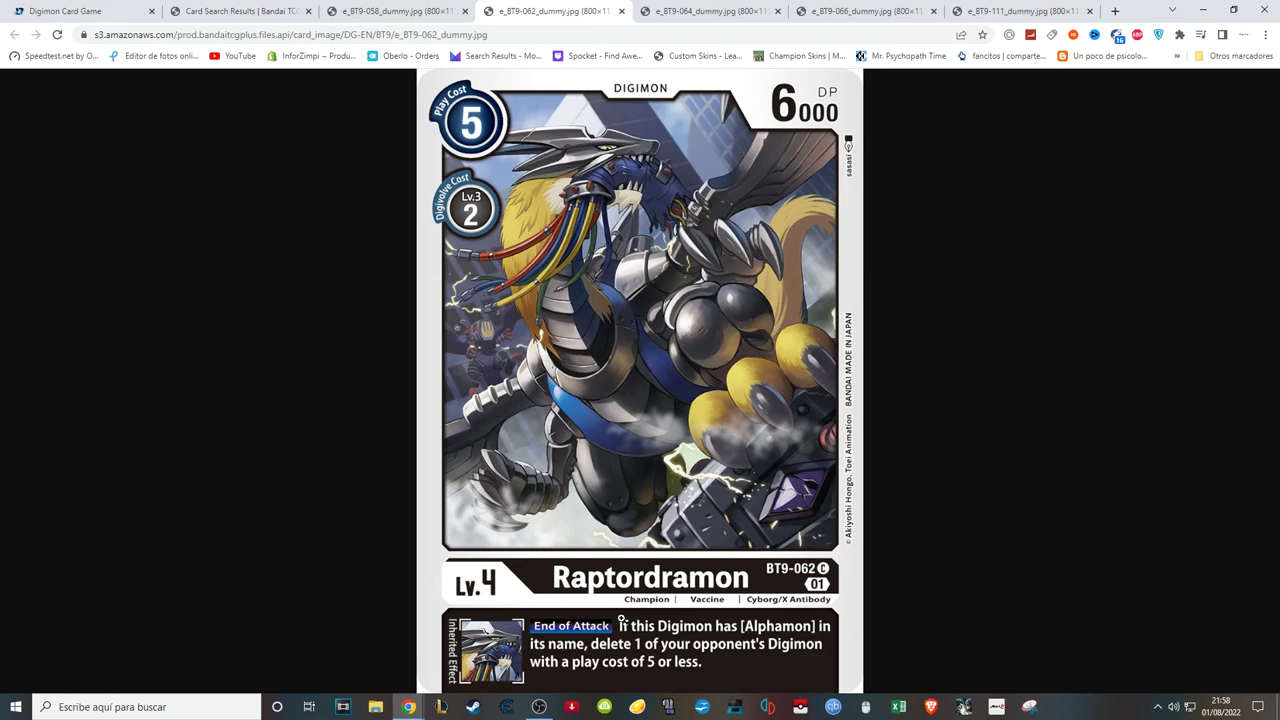 Digimon Card Game
Card Search Results | Bandai TC
e_BT9-058_dummy.jpg (800×11
e_BT9-062_dummy.jpg (800×11
e_BT9-064_dummy.jpg (800×11
e_BT9-066_dummy.jpg (800×11
e_BT9-111_dummy.jpg (800×11
s3.amazonaws.com/prod.bandaitcgplus.files.api/card_image/DG-EN/BT9/e_BT9-062_dummy.jpg
Speedtest.net by O... Editor de fotos onli... YouTube InforZimpi – Produ... Oberlo - Orders Search Results - Mo... Spocket - Find Awe... Custom Skins - Lea... Champion Skins | M... Mr. Psychopath Time fancitos | comparte... Un poco de psicolo... » Otros marcadores
DIGIMON
Play Cost
5
DP
6000
Digivolve Cost
Lv.3
2
sasasi
© Akiyoshi Hongo, Toei Animation BANDAI MADE IN JAPAN
Lv.4
Raptordramon
BT9-062 C
01
Champion | Vaccine | Cyborg/X Antibody
Inherited Effect
End of Attack If this Digimon has [Alphamon] in
its name, delete 1 of your opponent's Digimon
with a play cost of 5 or less.
Escribe aquí para buscar
21:58
01/08/2022